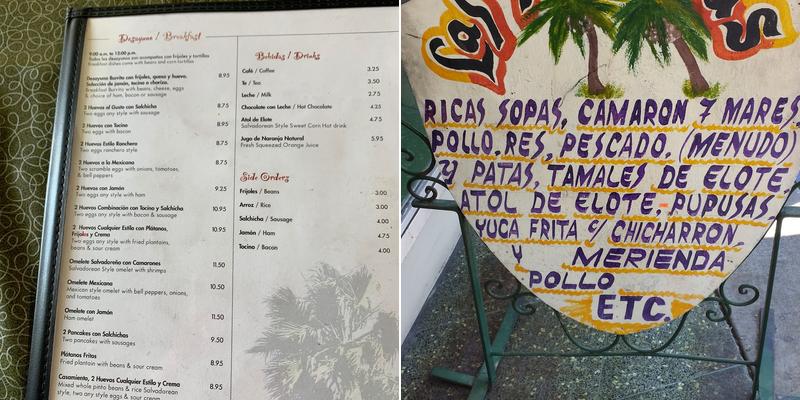 Desayuno / Breakfast
9:00 a.m. to 12:00 p.m.
Todos los desayunos son acompañados con frijoles y tortillas
Breakfast dishes come with beans and corn tortillas
Desayuno Burrito con frijoles, queso y huevo. 8.95
Selección de jamón, tocino o chorizo.
Breakfast Burrito with beans, cheese, eggs
& choice of ham, bacon or sausage
2 Huevos al Gusto con Salchicha 8.75
Two eggs any style with sausage
2 Huevos con Tocino 8.95
Two eggs with bacon
2 Huevos Estilo Ranchero 8.75
Two eggs ranchero style
2 Huevos a la Mexicana 8.75
Two scramble eggs with onions, tomatoes,
& bell peppers
2 Huevos con Jamón 9.25
Two eggs any style with ham
2 Huevos Combinación con Tocino y Salchicha 10.95
Two eggs any style with bacon & sausage
2 Huevos Cualquier Estilo con Plátanos, 10.95
Frijoles y Crema
Two eggs any style with fried plantains,
beans & sour cream
Omelete Salvadoreño con Camarones 11.50
Salvadorean Style omelet with shrimps
Omelete Mexicano 10.50
Mexican style omelet with bell peppers, onions,
and tomatoes
Omelete con Jamón 11.50
Ham omelet
2 Pancakes con Salchichas 9.50
Two pancakes with sausages
Plátanos Fritos 8.95
Fried plantain with beans & sour cream
Casamiento, 2 Huevos Cualquier Estilo y Crema 8.95
Mixed whole pinto beans & rice Salvadorean
style, two any style eggs & sour cream
Bebidas / Drinks
Café / Coffee 3.25
Te / Tea 3.50
Leche / Milk 2.75
Chocolate con Leche / Hot Chocolate 4.25
Atol de Elote 4.75
Salvadorean Style Sweet Corn Hot drink
Jugo de Naranja Natural 5.95
Fresh Squeezed Orange Juice
Side Orders
Frijoles / Beans 3.00
Arroz / Rice 3.00
Salchicha / Sausage 4.00
Jamón / Ham 4.75
Tocino / Bacon 4.00
RICAS SOPAS, CAMARON 7 MARES.
POLLO. RES, PESCADO. (MENUDO)
Y PATAS, TAMALES DE ELOTE.
ATOL DE ELOTE. PUPUSAS.
YUCA FRITA c/ CHICHARRON,
Y MERIENDA
POLLO
ETC.